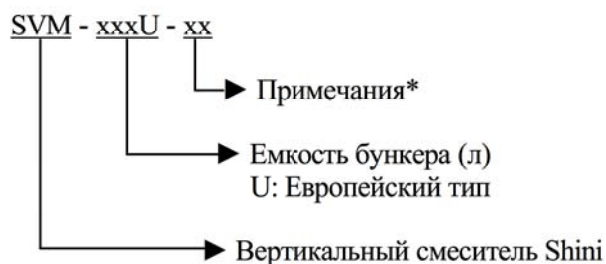 SVM - xxxU - xx
Примечания*
Емкость бункера (л)
U: Европейский тип
Вертикальный смеситель Shini